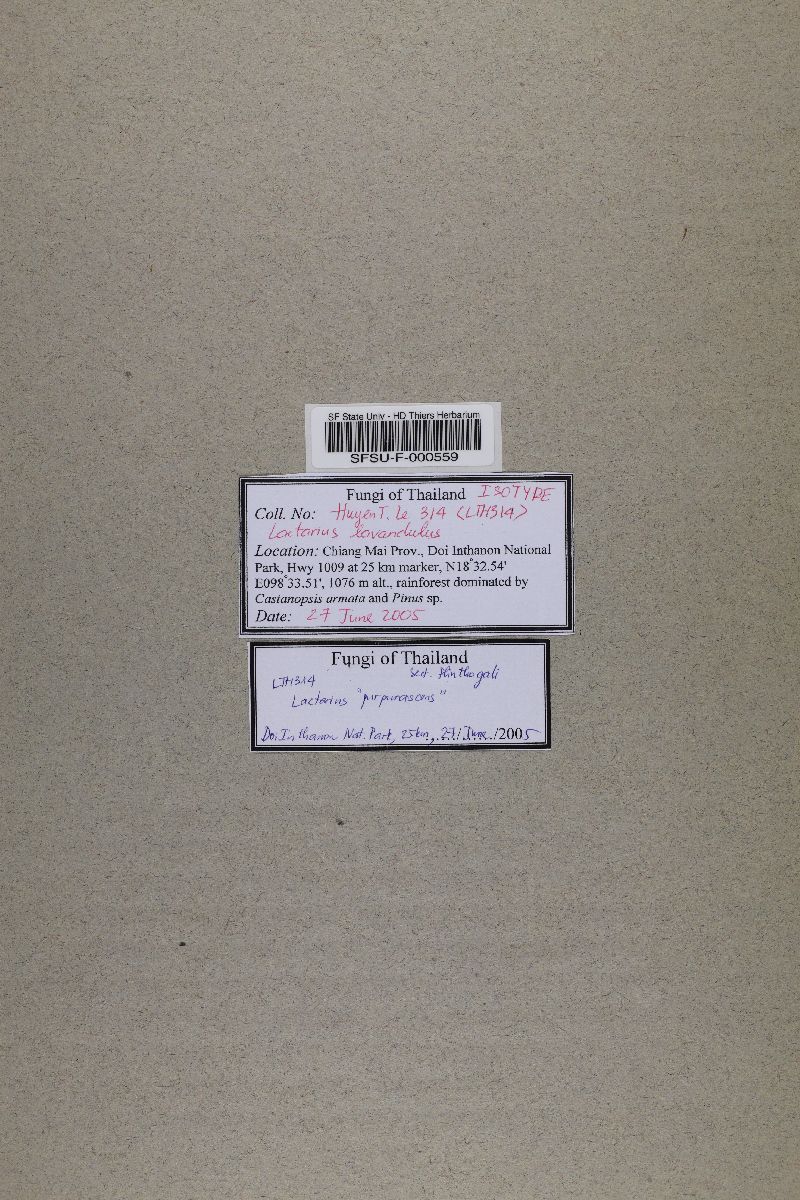 SF State Univ - HD Thiers Herbarium
SFSU-F-000559
Fungi of Thailand ISOTYPE
Coll. No: Huyen T. Le 314 (LTH314)
Lactarius lavandulus
Location: Chiang Mai Prov., Doi Inthanon National
Park, Hwy 1009 at 25 km marker, N18°32.54'
E098°33.51', 1076 m alt., rainforest dominated by
Castanopsis armata and Pinus sp.
Date: 27 June 2005
Fungi of Thailand
LTH314 Sect. Plinthogali
Lactarius "purpurascens"
Doi Inthanon Nat. Park, 25km, 27/June/2005